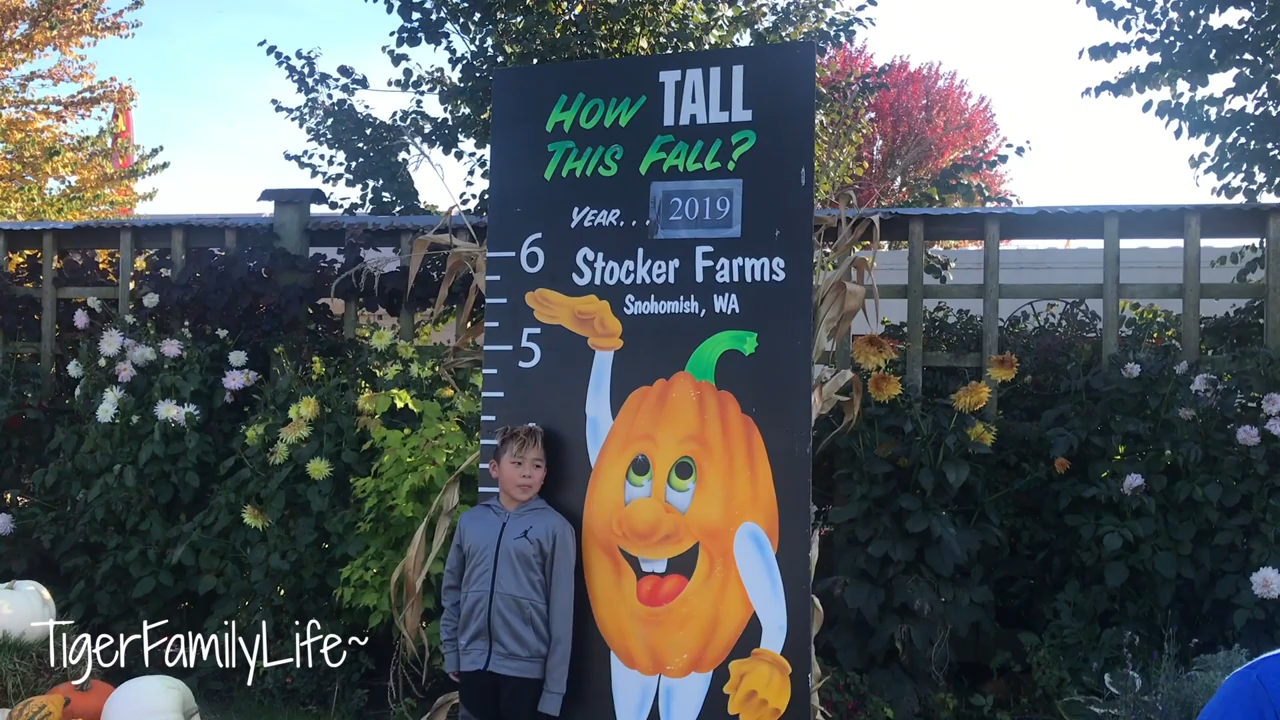 How TALL
THIS FALL?
YEAR... 2019
6
Stocker Farms
Snohomish, WA
5
TigerFamilyLife~